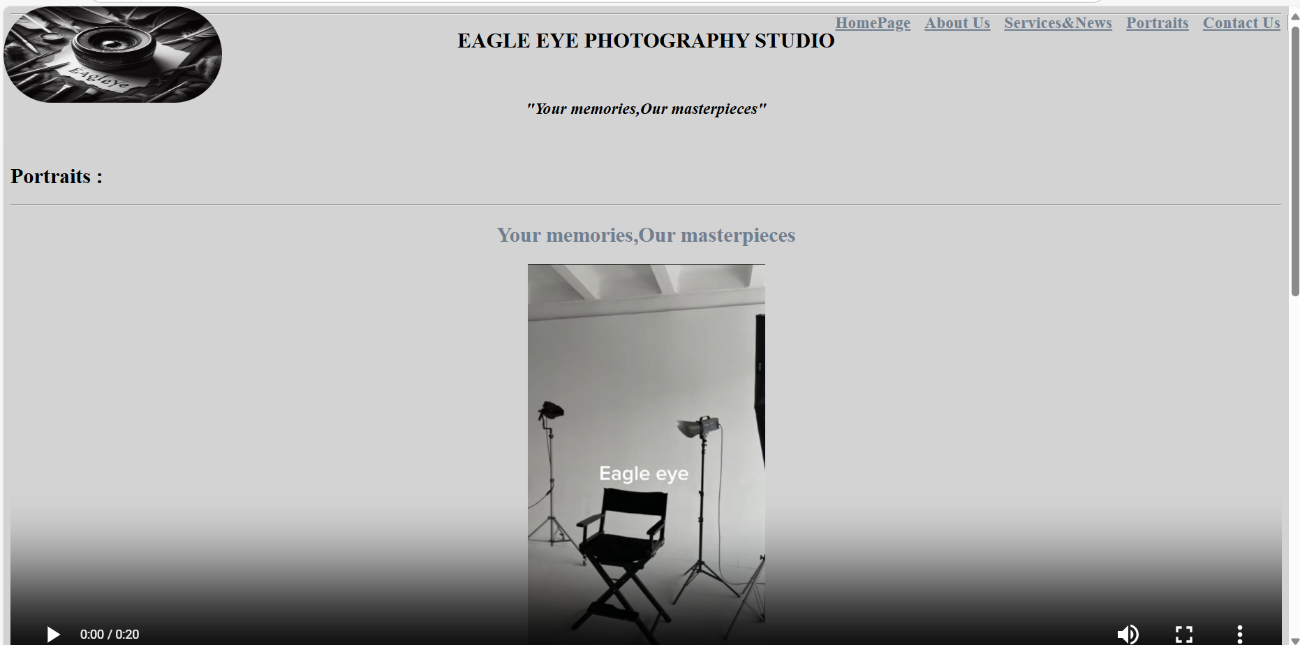 Eagleye
HomePage About Us Services&News Portraits Contact Us
EAGLE EYE PHOTOGRAPHY STUDIO
"Your memories,Our masterpieces"
Portraits :
Your memories,Our masterpieces
Eagle eye
0:00 / 0:20